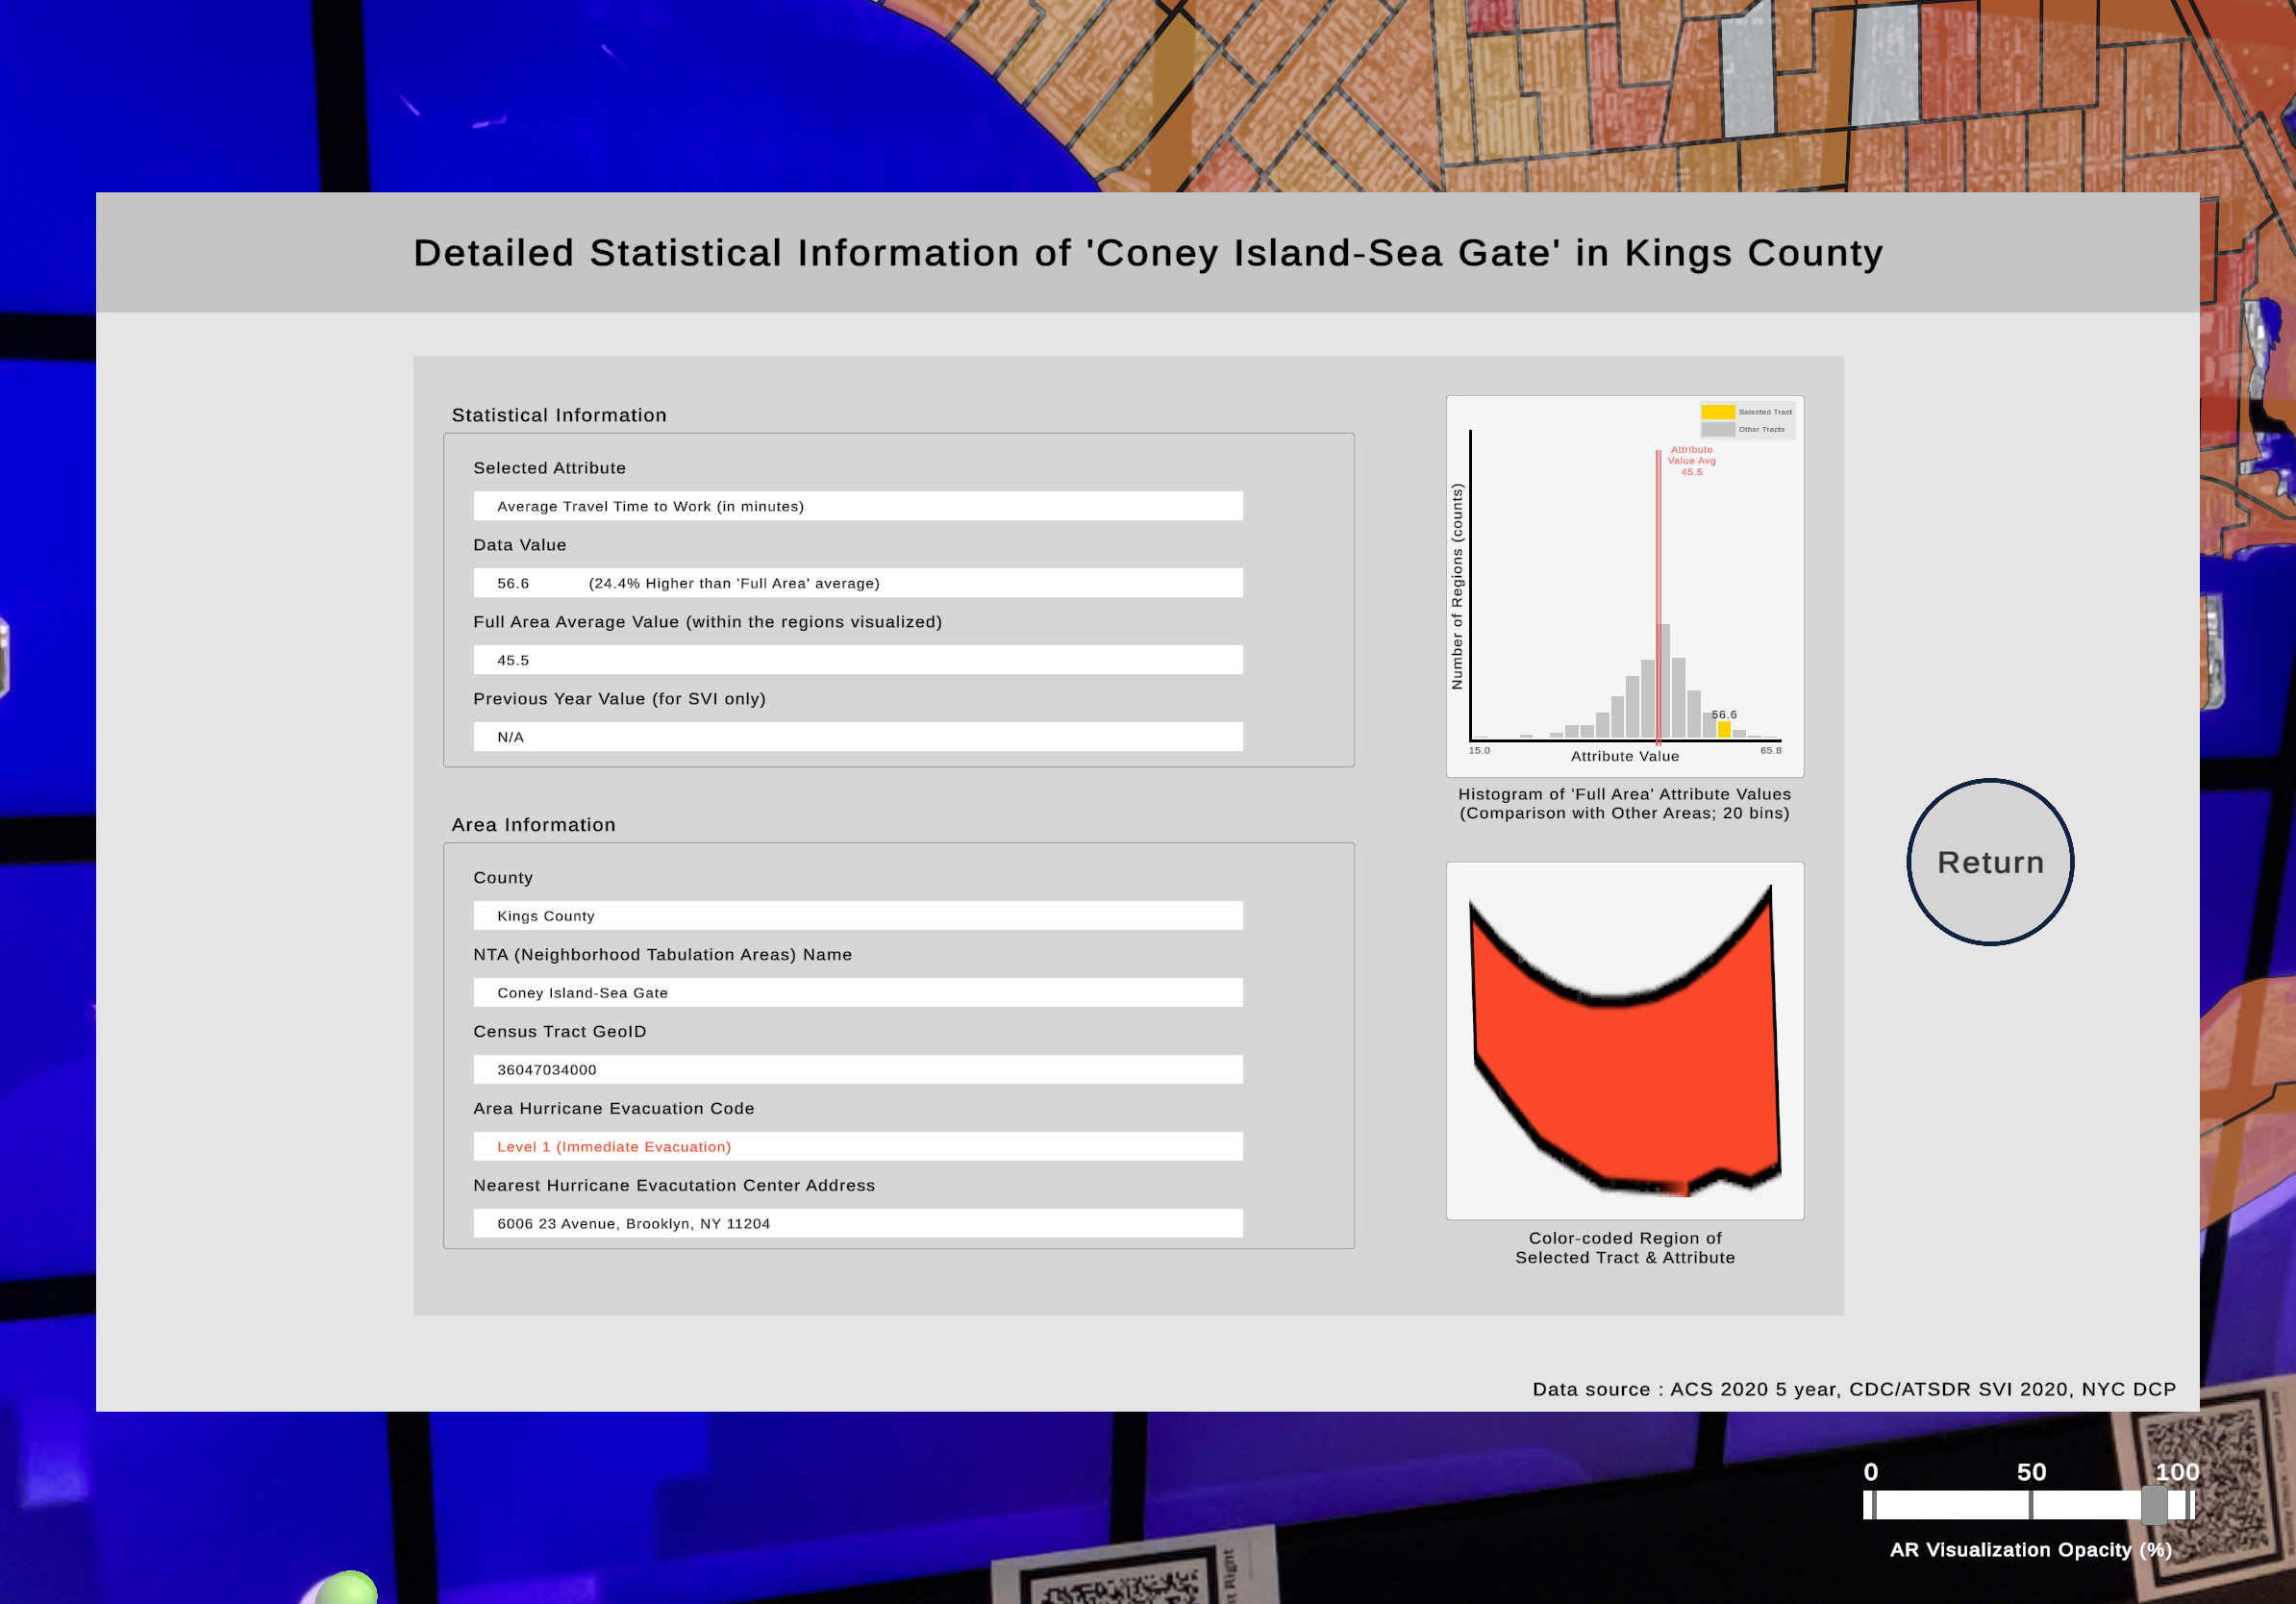 Detailed Statistical Information of 'Coney Island-Sea Gate' in Kings County
Statistical Information
Selected Attribute
Average Travel Time to Work (in minutes)
Data Value
56.6 (24.4% Higher than 'Full Area' average)
Full Area Average Value (within the regions visualized)
45.5
Previous Year Value (for SVI only)
N/A
Area Information
County
Kings County
NTA (Neighborhood Tabulation Areas) Name
Coney Island-Sea Gate
Census Tract GeoID
36047034000
Area Hurricane Evacuation Code
Level 1 (Immediate Evacuation)
Nearest Hurricane Evacutation Center Address
6006 23 Avenue, Brooklyn, NY 11204
Selected Tract
Other Tracts
Attribute
Value Avg
45.5
Number of Regions (counts)
56.6
15.0
65.8
Attribute Value
Histogram of 'Full Area' Attribute Values
(Comparison with Other Areas; 20 bins)
Color-coded Region of
Selected Tract & Attribute
Return
Data source : ACS 2020 5 year, CDC/ATSDR SVI 2020, NYC DCP
0 50 100
AR Visualization Opacity (%)
Right